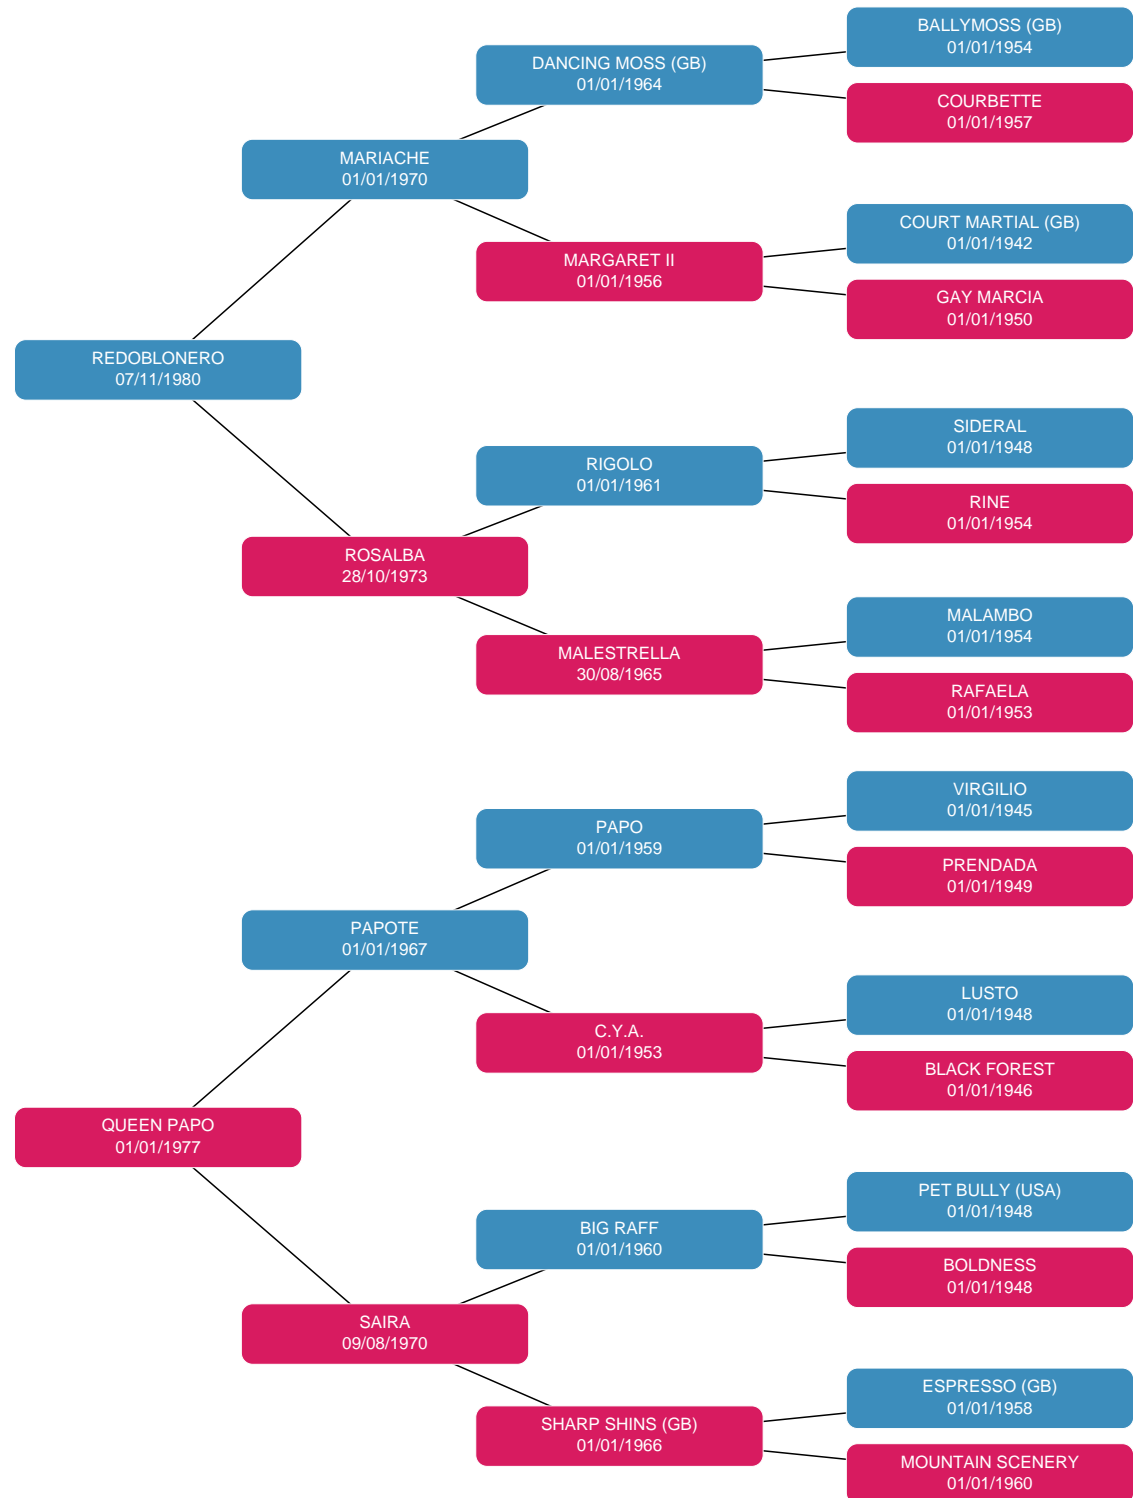 BALLYMOSS (GB)
01/01/1954
DANCING MOSS (GB)
01/01/1964
COURBETTE
01/01/1957
MARIACHE
01/01/1970
COURT MARTIAL (GB)
01/01/1942
MARGARET II
01/01/1956
GAY MARCIA
01/01/1950
REDOBLONERO
07/11/1980
SIDERAL
01/01/1948
RIGOLO
01/01/1961
RINE
01/01/1954
ROSALBA
28/10/1973
MALAMBO
01/01/1954
MALESTRELLA
30/08/1965
RAFAELA
01/01/1953
VIRGILIO
01/01/1945
PAPO
01/01/1959
PRENDADA
01/01/1949
PAPOTE
01/01/1967
LUSTO
01/01/1948
C.Y.A.
01/01/1953
BLACK FOREST
01/01/1946
QUEEN PAPO
01/01/1977
PET BULLY (USA)
01/01/1948
BIG RAFF
01/01/1960
BOLDNESS
01/01/1948
SAIRA
09/08/1970
ESPRESSO (GB)
01/01/1958
SHARP SHINS (GB)
01/01/1966
MOUNTAIN SCENERY
01/01/1960